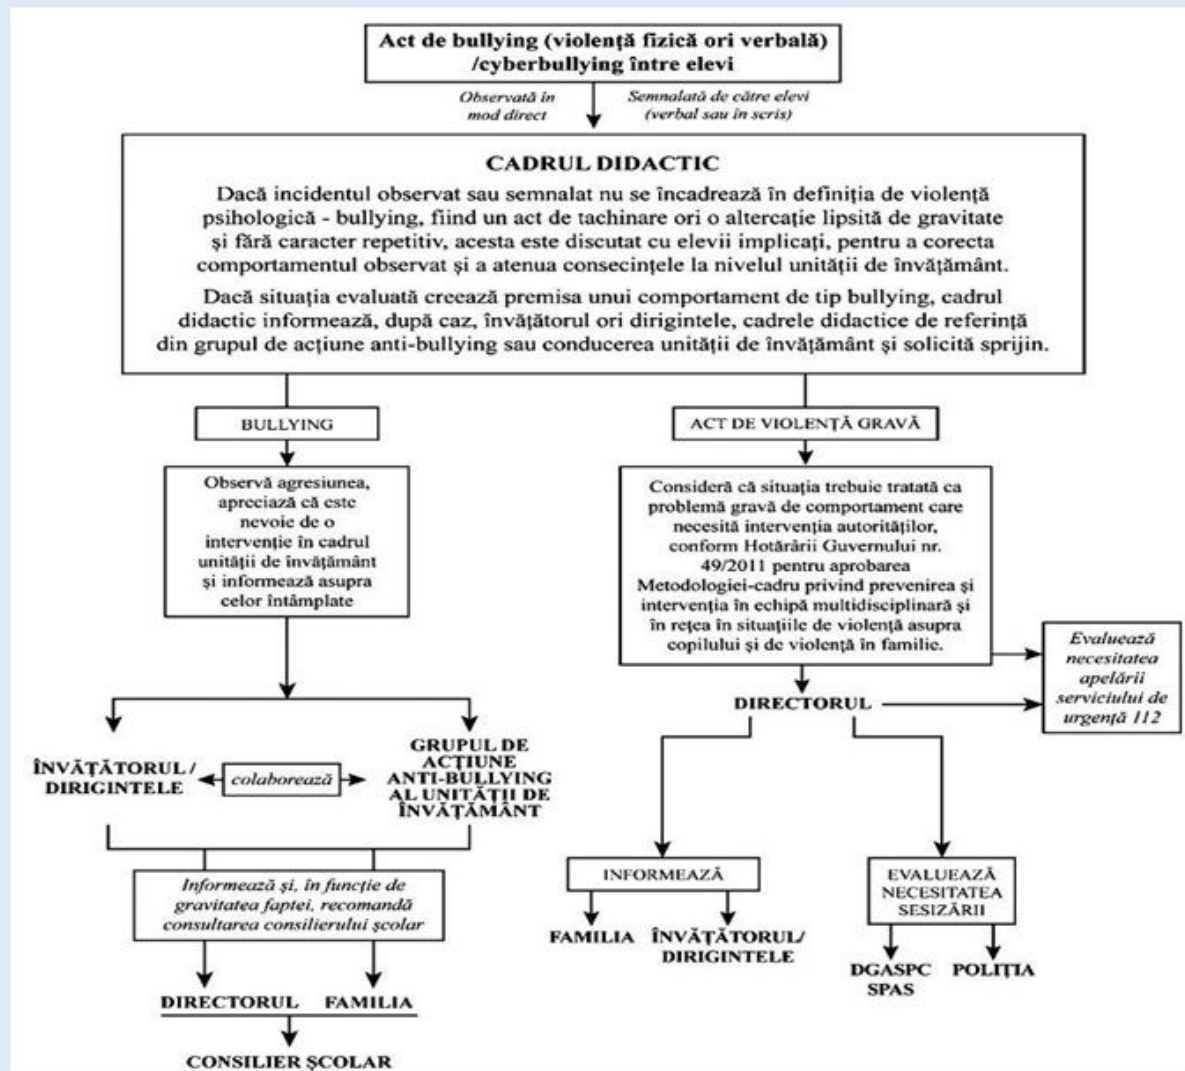 Act de bullying (violență fizică ori verbală)
/cyberbullying între elevi
Observată în
mod direct
Semnalată de către elevi
(verbal sau în scris)
CADRUL DIDACTIC
Dacă incidentul observat sau semnalat nu se încadrează în definiția de violență
psihologică - bullying, fiind un act de tachinare ori o altercație lipsită de gravitate
și fără caracter repetitiv, acesta este discutat cu elevii implicați, pentru a corecta
comportamentul observat și a atenua consecințele la nivelul unității de învățământ.
Dacă situația evaluată creează premisa unui comportament de tip bullying, cadrul
didactic informează, după caz, învățătorul ori dirigintele, cadrele didactice de referință
din grupul de acțiune anti-bullying sau conducerea unității de învățământ și solicită sprijin.
BULLYING
Observă agresiunea,
apreciază că este
nevoie de o
intervenție în cadrul
unității de învățământ
și informează asupra
celor întâmplate
ÎNVĂȚĂTORUL /
DIRIGINTELE
colaborează
GRUPUL DE
ACȚIUNE
ANTI-BULLYING
AL UNITĂȚII DE
ÎNVĂȚĂMÂNT
Informează și, în funcție de
gravitatea faptei, recomandă
consultarea consilierului școlar
DIRECTORUL
FAMILIA
CONSILIER ȘCOLAR
ACT DE VIOLENȚĂ GRAVĂ
Consideră că situația trebuie tratată ca
problemă gravă de comportament care
necesită intervenția autorităților,
conform Hotărârii Guvernului nr.
49/2011 pentru aprobarea
Metodologiei-cadru privind prevenirea și
intervenția în echipă multidisciplinară și
în rețea în situațiile de violență asupra
copilului și de violență în familie.
Evaluează
necesitatea
apelării
serviciului de
urgență 112
DIRECTORUL
INFORMEAZĂ
FAMILIA
ÎNVĂȚĂTORUL/
DIRIGINTELE
EVALUEAZĂ
NECESITATEA
SESIZĂRII
DGASPC
SPAS
POLIȚIA